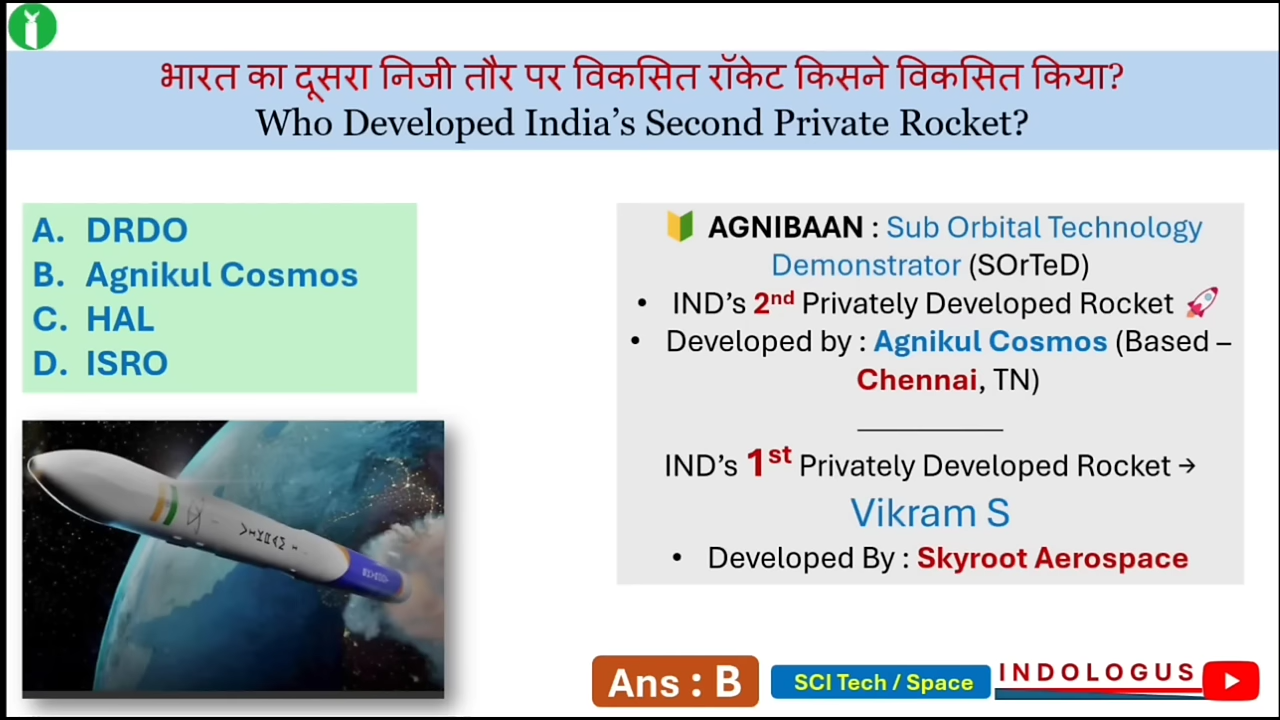 भारत का दूसरा निजी तौर पर विकसित रॉकेट किसने विकसित किया?
Who Developed India’s Second Private Rocket?
A. DRDO
B. Agnikul Cosmos
C. HAL
D. ISRO
AGNIBAAN : Sub Orbital Technology
Demonstrator (SOrTeD)
• IND’s 2nd Privately Developed Rocket 🚀
• Developed by : Agnikul Cosmos (Based –
Chennai, TN)
IND’s 1st Privately Developed Rocket →
Vikram S
• Developed By : Skyroot Aerospace
Ans : B
SCI Tech / Space
INDOLOGUS